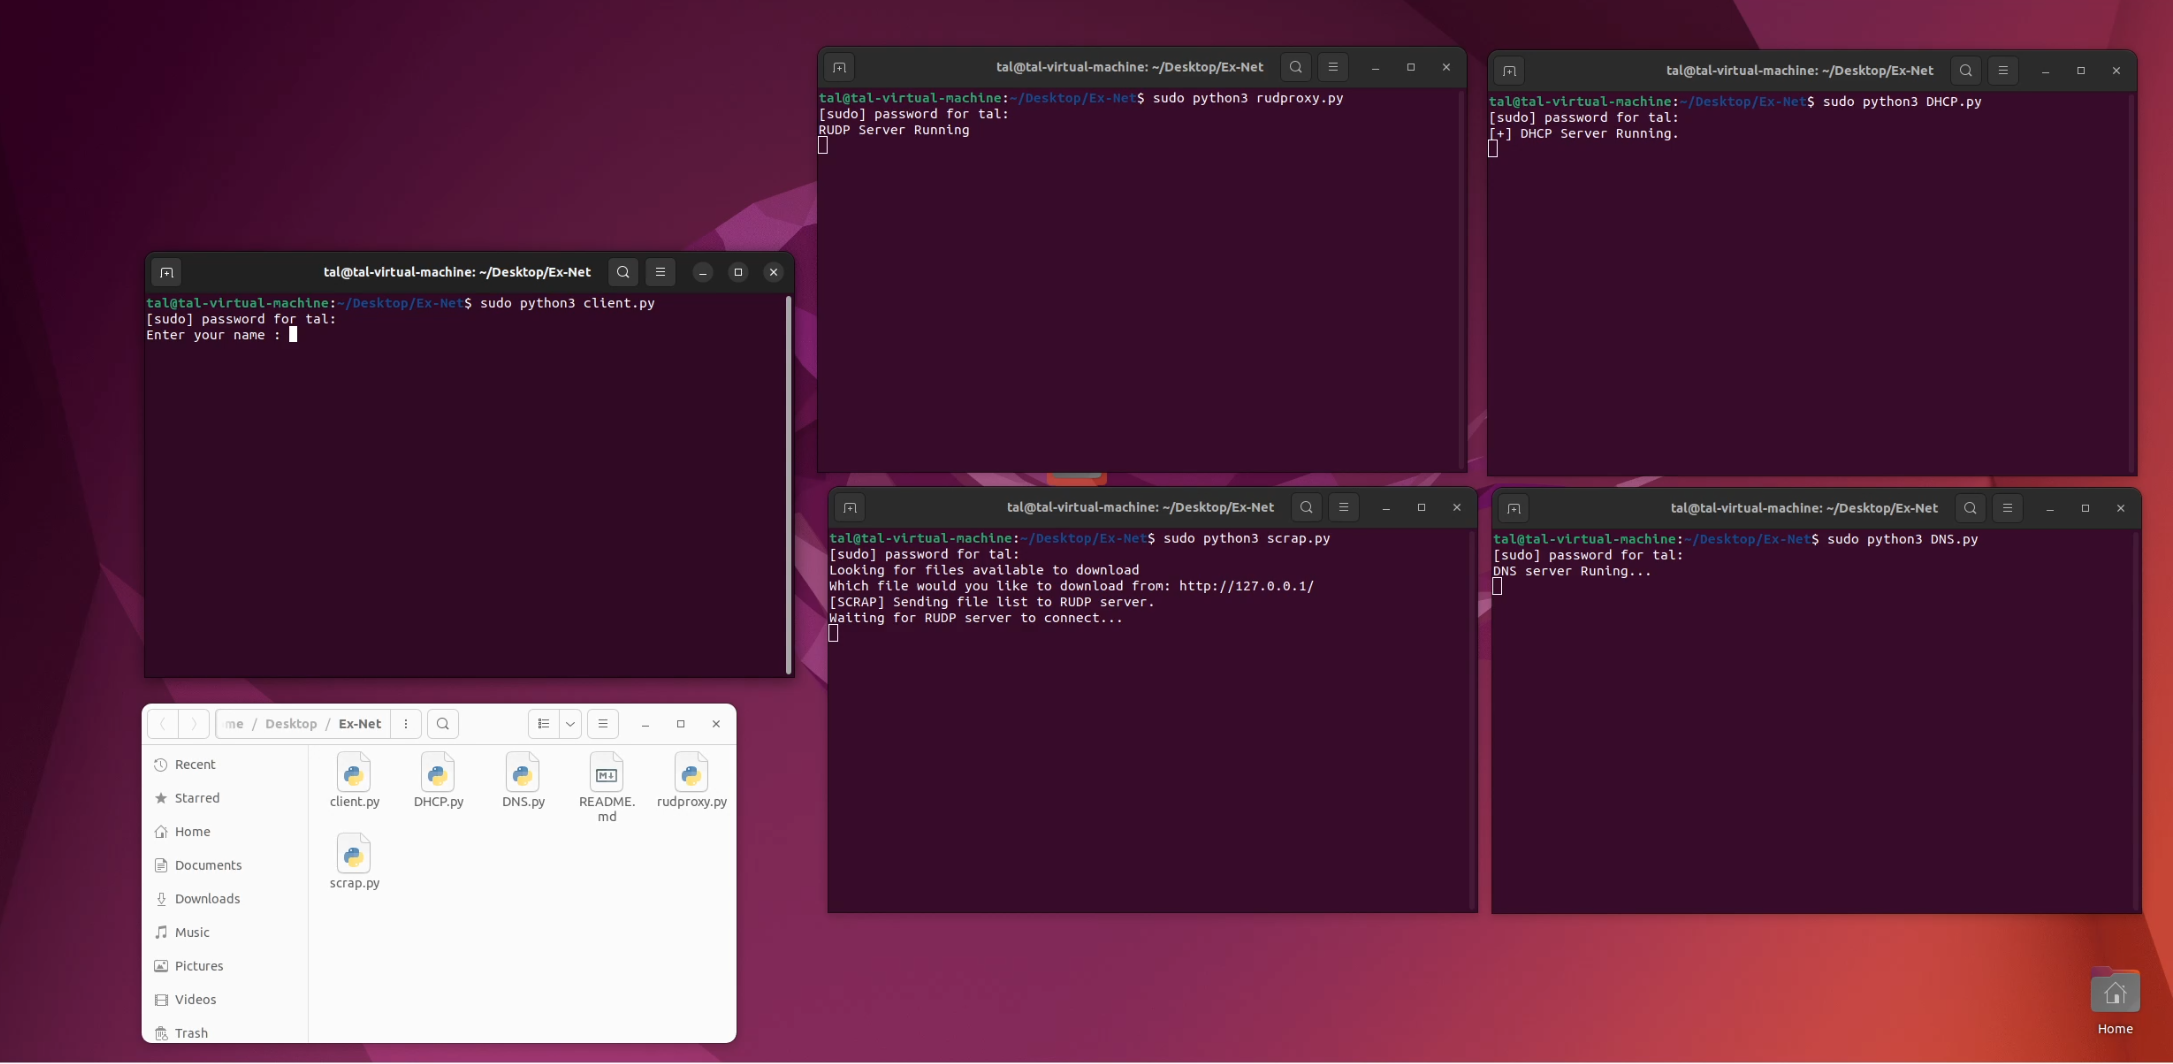 tal@tal-virtual-machine: ~/Desktop/Ex-Net
tal@tal-virtual-machine:~/Desktop/Ex-Net$ sudo python3 rudproxy.py
[sudo] password for tal:
RUDP Server Running
tal@tal-virtual-machine: ~/Desktop/Ex-Net
tal@tal-virtual-machine:~/Desktop/Ex-Net$ sudo python3 DHCP.py
[sudo] password for tal:
[+] DHCP Server Running.
tal@tal-virtual-machine: ~/Desktop/Ex-Net
tal@tal-virtual-machine:~/Desktop/Ex-Net$ sudo python3 client.py
[sudo] password for tal:
Enter your name :
tal@tal-virtual-machine: ~/Desktop/Ex-Net
tal@tal-virtual-machine:~/Desktop/Ex-Net$ sudo python3 scrap.py
[sudo] password for tal:
Looking for files available to download
Which file would you like to download from: http://127.0.0.1/
[SCRAP] Sending file list to RUDP server.
Waiting for RUDP server to connect...
tal@tal-virtual-machine: ~/Desktop/Ex-Net
tal@tal-virtual-machine:~/Desktop/Ex-Net$ sudo python3 DNS.py
[sudo] password for tal:
DNS server Runing...
me / Desktop / Ex-Net
Recent
Starred
Home
Documents
Downloads
Music
Pictures
Videos
Trash
client.py
DHCP.py
DNS.py
README.
md
rudproxy.py
scrap.py
Home